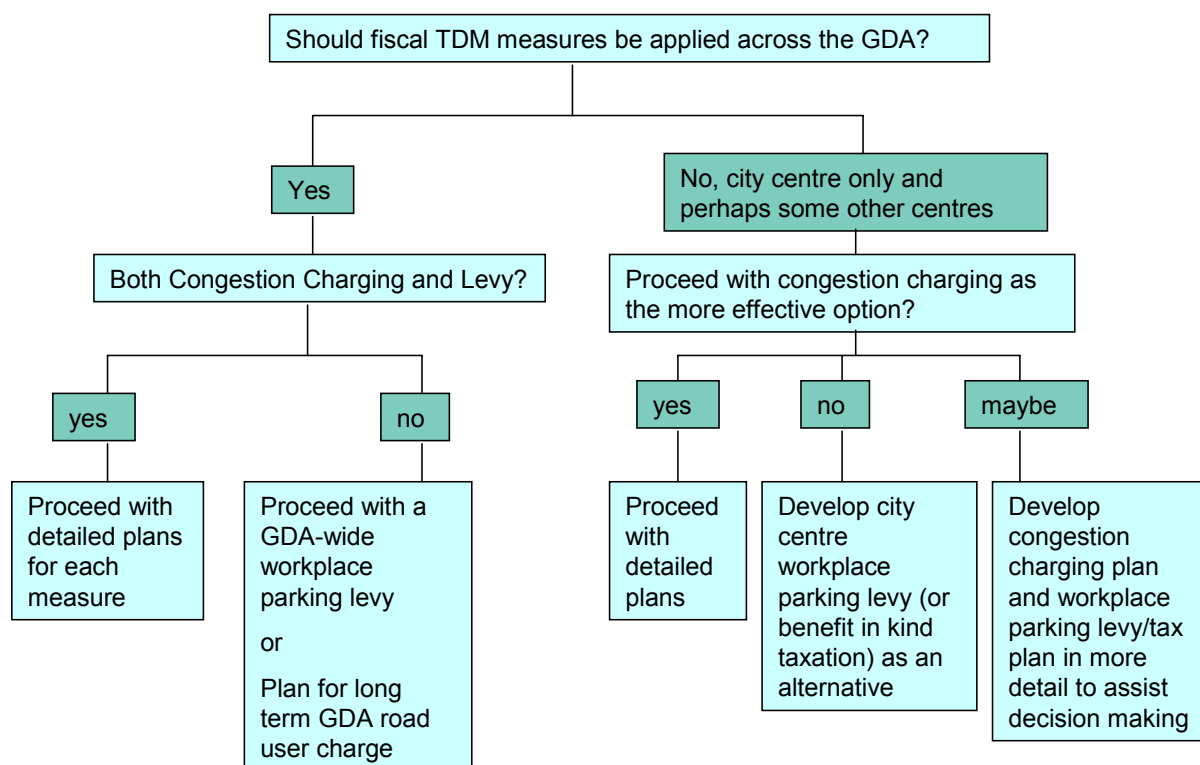 Should fiscal TDM measures be applied across the GDA?
Yes
No, city centre only and
perhaps some other centres
Both Congestion Charging and Levy?
Proceed with congestion charging as
the more effective option?
yes
no
yes
no
maybe
Proceed with
detailed plans
for each
measure
Proceed with a
GDA-wide
workplace
parking levy
or
Plan for long
term GDA road
user charge
Proceed
with
detailed
plans
Develop city
centre
workplace
parking levy (or
benefit in kind
taxation) as an
alternative
Develop
congestion
charging plan
and workplace
parking levy/tax
plan in more
detail to assist
decision making